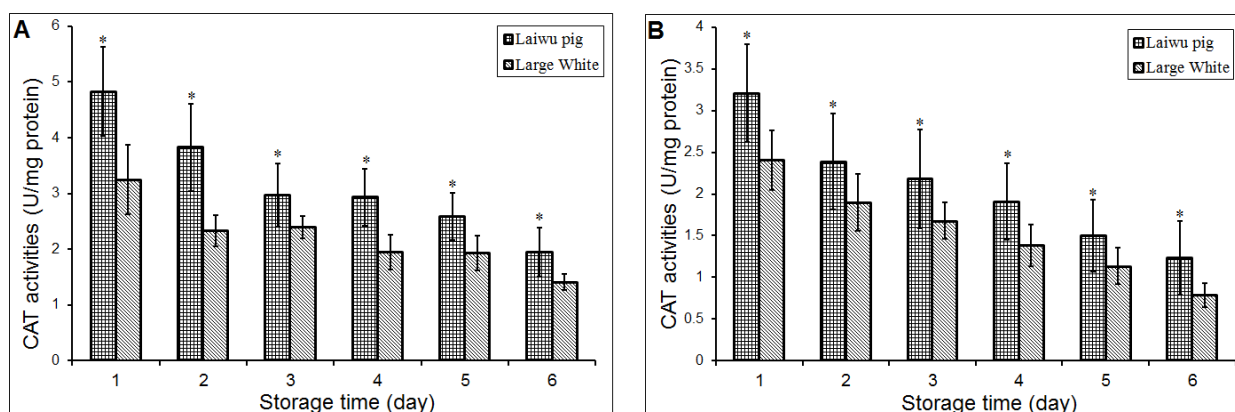 A
CAT activities (U/mg protein)
6
5
4
3
2
1
0
* * * * * *
Laiwu pig
Large White
1 2 3 4 5 6
Storage time (day)
B
CAT activities (U/mg protein)
4
3.5
3
2.5
2
1.5
1
0.5
0
* * * * * *
Laiwu pig
Large White
1 2 3 4 5 6
Storage time (day)